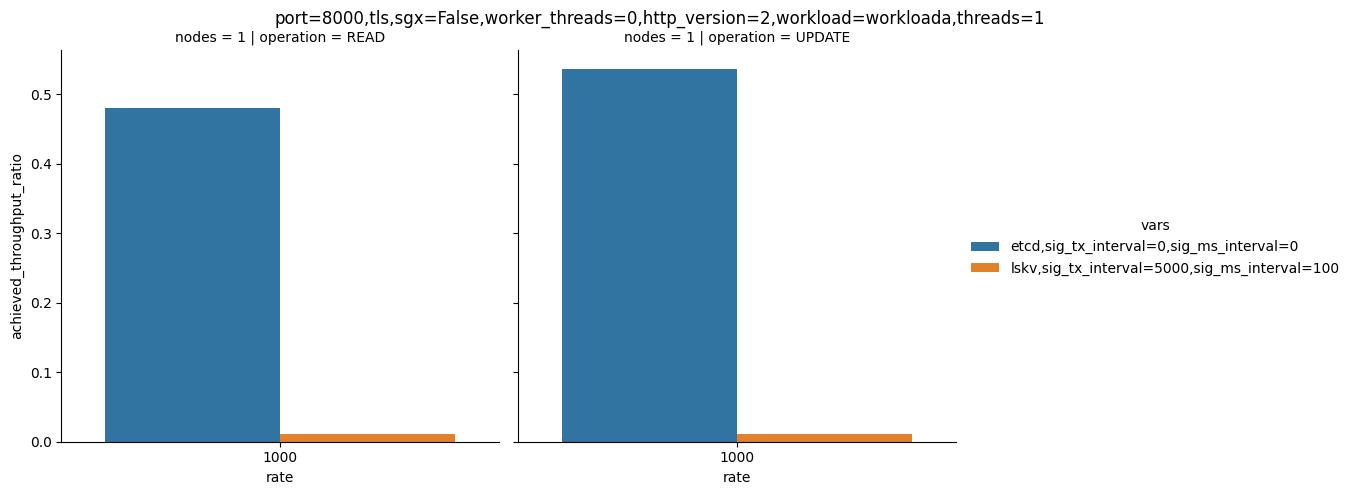 port=8000,tls,sgx=False,worker_threads=0,http_version=2,workload=workloada,threads=1
nodes = 1 | operation = READ
nodes = 1 | operation = UPDATE
achieved_throughput_ratio
0.5
0.4
0.3
0.2
0.1
0.0
1000
1000
rate
rate
vars
etcd,sig_tx_interval=0,sig_ms_interval=0
lskv,sig_tx_interval=5000,sig_ms_interval=100